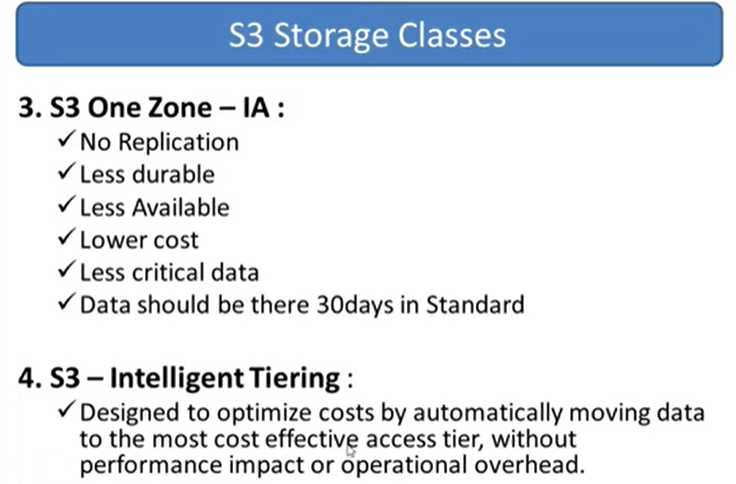 S3 Storage Classes
3. S3 One Zone – IA :
✓ No Replication
✓ Less durable
✓ Less Available
✓ Lower cost
✓ Less critical data
✓ Data should be there 30days in Standard
4. S3 – Intelligent Tiering :
✓ Designed to optimize costs by automatically moving data
to the most cost effective access tier, without
performance impact or operational overhead.